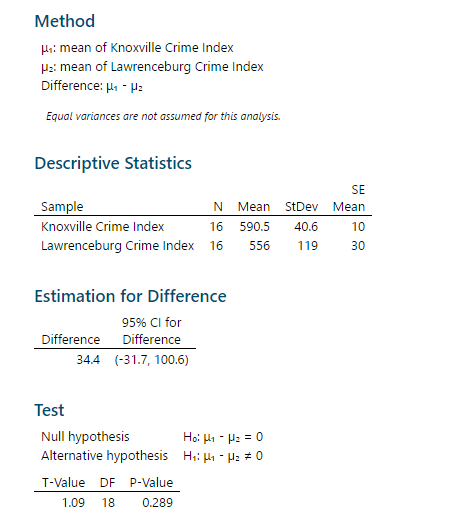 Method
μ₁: mean of Knoxville Crime Index
μ₂: mean of Lawrenceburg Crime Index
Difference: μ₁ - μ₂
Equal variances are not assumed for this analysis.
Descriptive Statistics
SE
Sample N Mean StDev Mean
Knoxville Crime Index 16 590.5 40.6 10
Lawrenceburg Crime Index 16 556 119 30
Estimation for Difference
95% CI for
Difference Difference
34.4 (-31.7, 100.6)
Test
Null hypothesis H₀: μ₁ - μ₂ = 0
Alternative hypothesis H₁: μ₁ - μ₂ ≠ 0
T-Value DF P-Value
1.09 18 0.289